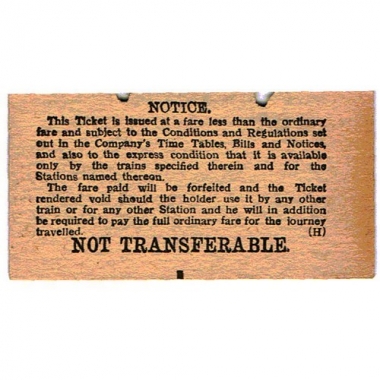 NOTICE.
This Ticket is issued at a fare less than the ordinary
fare and subject to the Conditions and Regulations set
out in the Company's Time Tables, Bills and Notices,
and also to the express condition that it is available
only by the trains specified therein and for the
Stations named thereon.
The fare paid will be forfeited and the Ticket
rendered void should the holder use it by any other
train or for any other Station and he will in addition
be required to pay the full ordinary fare for the journey
travelled. (H)
NOT TRANSFERABLE.